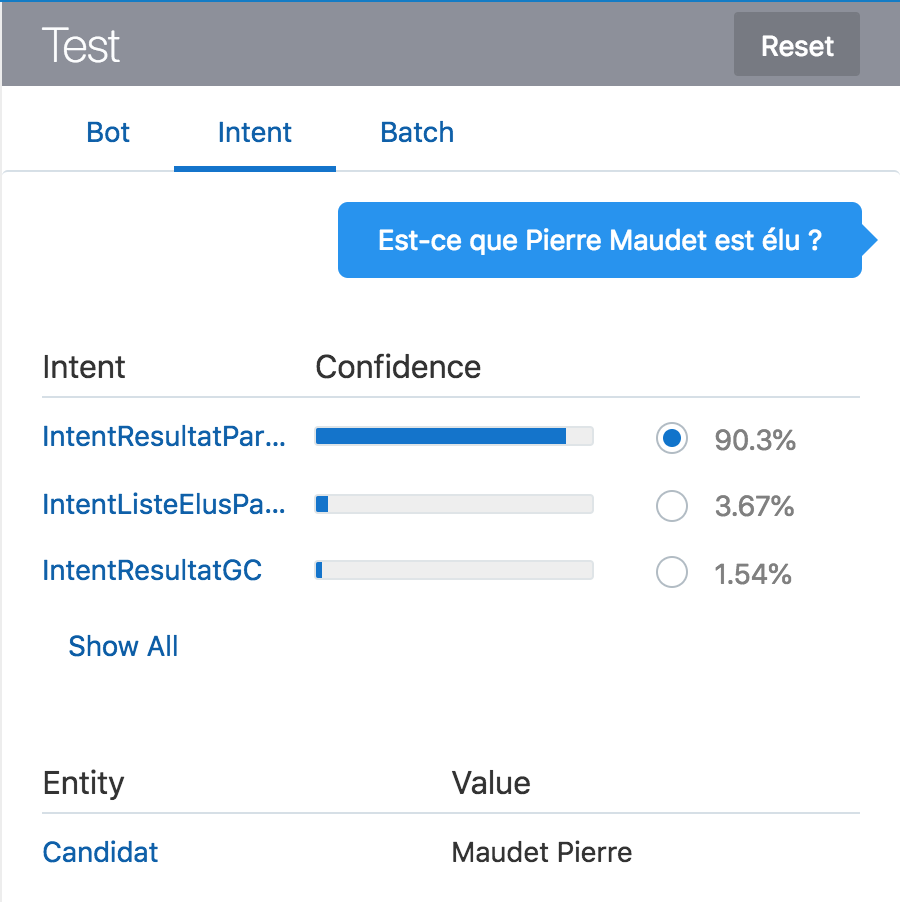 Test
Reset
Bot Intent Batch
Est-ce que Pierre Maudet est élu ?
Intent Confidence
IntentResultatPar... 90.3%
IntentListeElusPa... 3.67%
IntentResultatGC 1.54%
Show All
Entity Value
Candidat Maudet Pierre